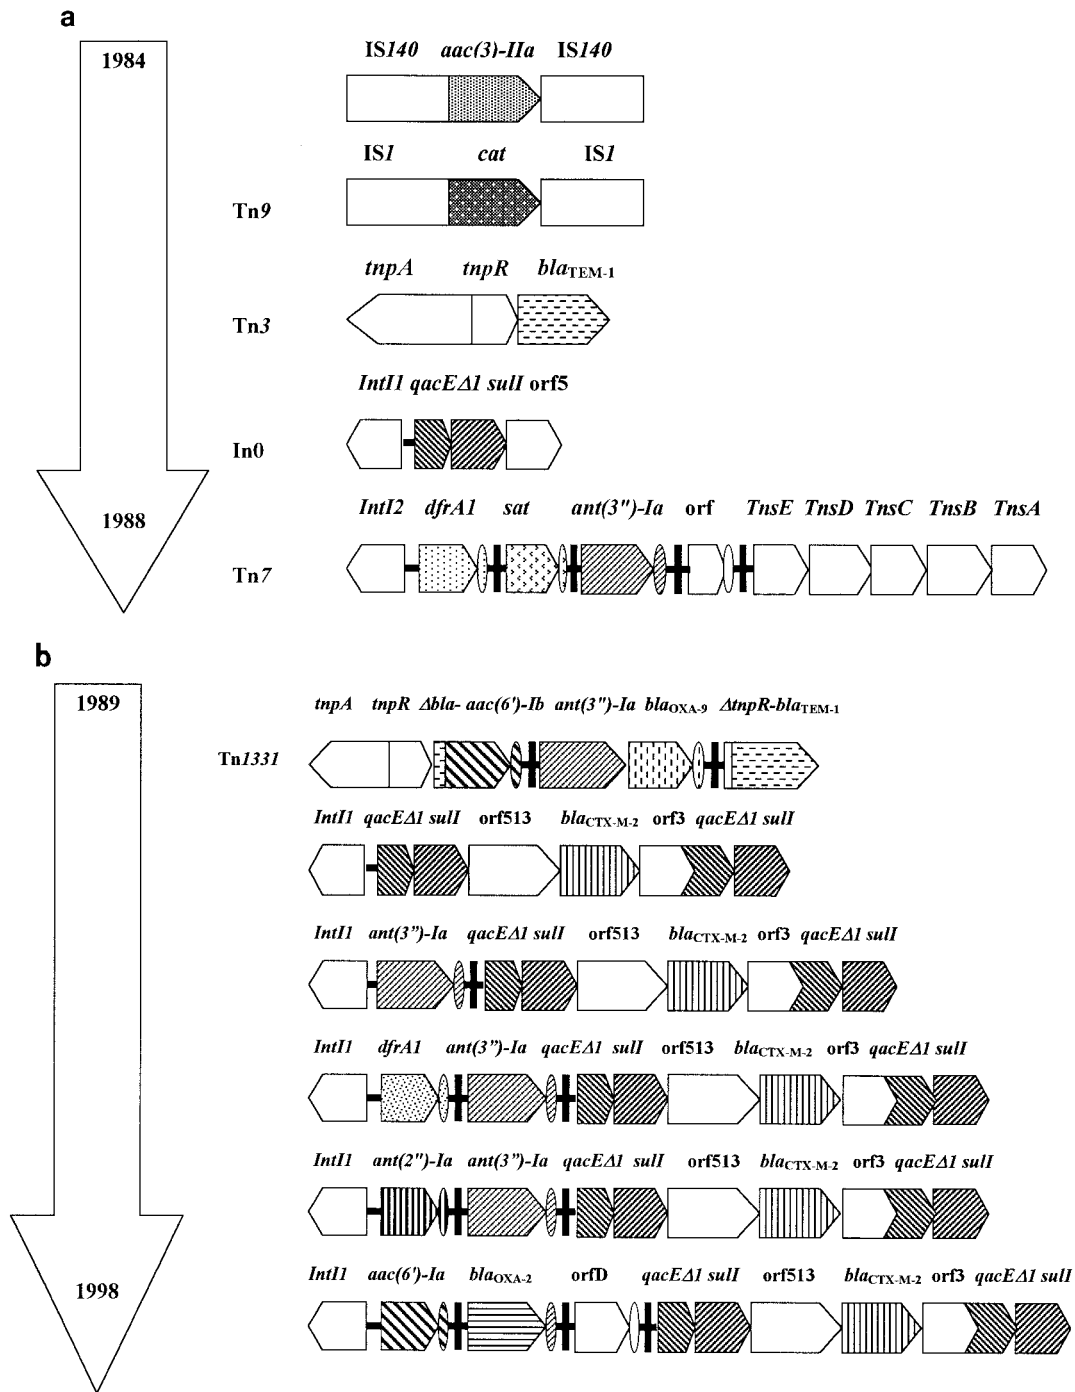 a
1984
IS140 aac(3)-IIa IS140
IS1 cat IS1
Tn9
tnpA tnpR blaTEM-1
Tn3
IntI1 qacEΔ1 sulI orf5
In0
1988
IntI2 dfrA1 sat ant(3")-Ia orf TnsE TnsD TnsC TnsB TnsA
Tn7
b
1989
tnpA tnpR Δbla- aac(6')-Ib ant(3")-Ia blaOXA-9 ΔtnpR-blaTEM-1
Tn1331
IntI1 qacEΔ1 sulI orf513 blaCTX-M-2 orf3 qacEΔ1 sulI
IntI1 ant(3”)-Ia qacEΔ1 sulI orf513 blaCTX-M-2 orf3 qacEΔ1 sulI
IntI1 dfrA1 ant(3”)-Ia qacEΔ1 sulI orf513 blaCTX-M-2 orf3 qacEΔ1 sulI
IntI1 ant(2")-Ia ant(3”)-Ia qacEΔ1 sulI orf513 blaCTX-M-2 orf3 qacEΔ1 sulI
1998
IntI1 aac(6')-Ia blaOXA-2 orfD qacEΔ1 sulI orf513 blaCTX-M-2 orf3 qacEΔ1 sulI